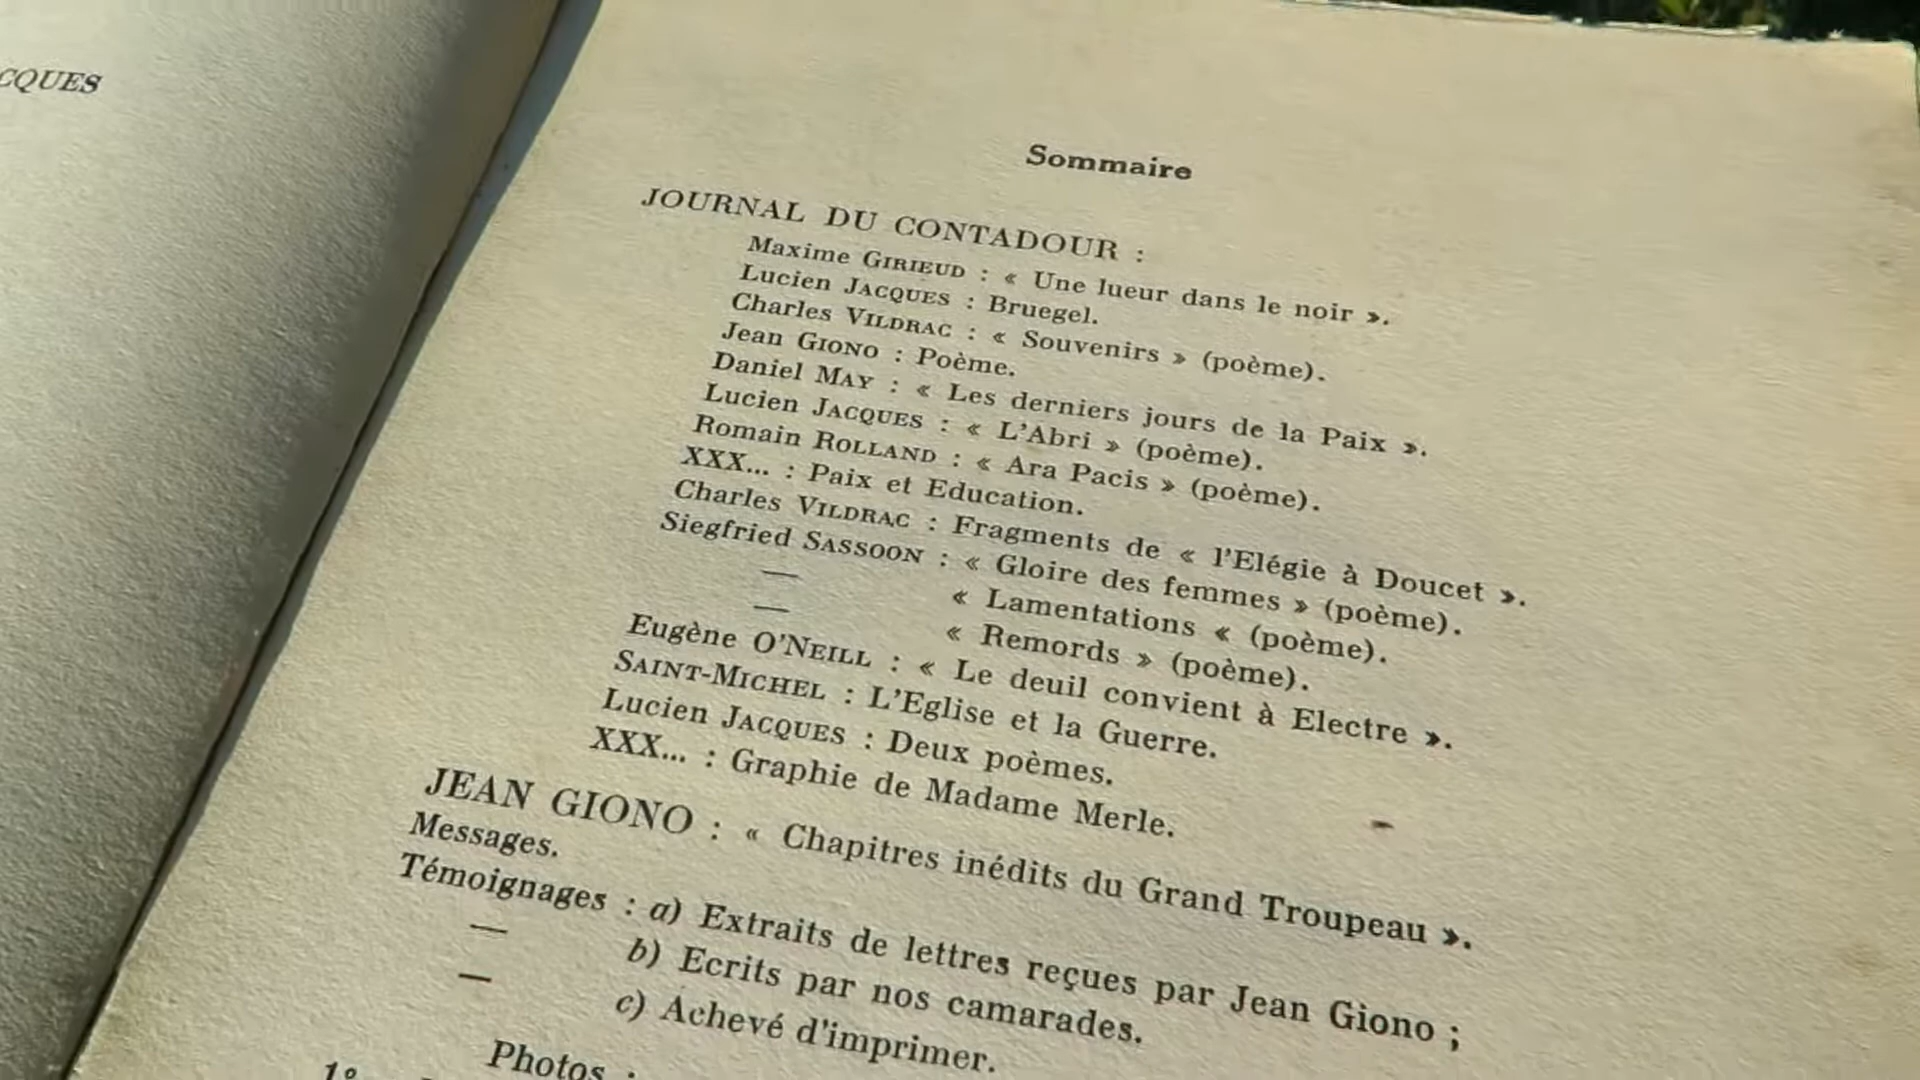 CQUES
Sommaire
JOURNAL DU CONTADOUR :
Maxime GIRIEUD : « Une lueur dans le noir ».
Lucien JACQUES : Bruegel.
Charles VILDRAC : « Souvenirs » (poème).
Jean GIONO : Poème.
Daniel MAY : « Les derniers jours de la Paix ».
Lucien JACQUES : « L'Abri » (poème).
Romain ROLLAND : « Ara Pacis » (poème).
XXX... : Paix et Education.
Charles VILDRAC : Fragments de « l'Elégie à Doucet ».
Siegfried SASSOON : « Gloire des femmes » (poème).
— « Lamentations « (poème).
— « Remords » (poème).
Eugène O'NEILL : « Le deuil convient à Electre ».
SAINT-MICHEL : L'Eglise et la Guerre.
Lucien JACQUES : Deux poèmes.
XXX... : Graphie de Madame Merle.
JEAN GIONO : « Chapitres inédits du Grand Troupeau ».
Messages.
Témoignages : a) Extraits de lettres reçues par Jean Giono ;
— b) Ecrits par nos camarades.
— c) Achevé d'imprimer.
Photos :
1°